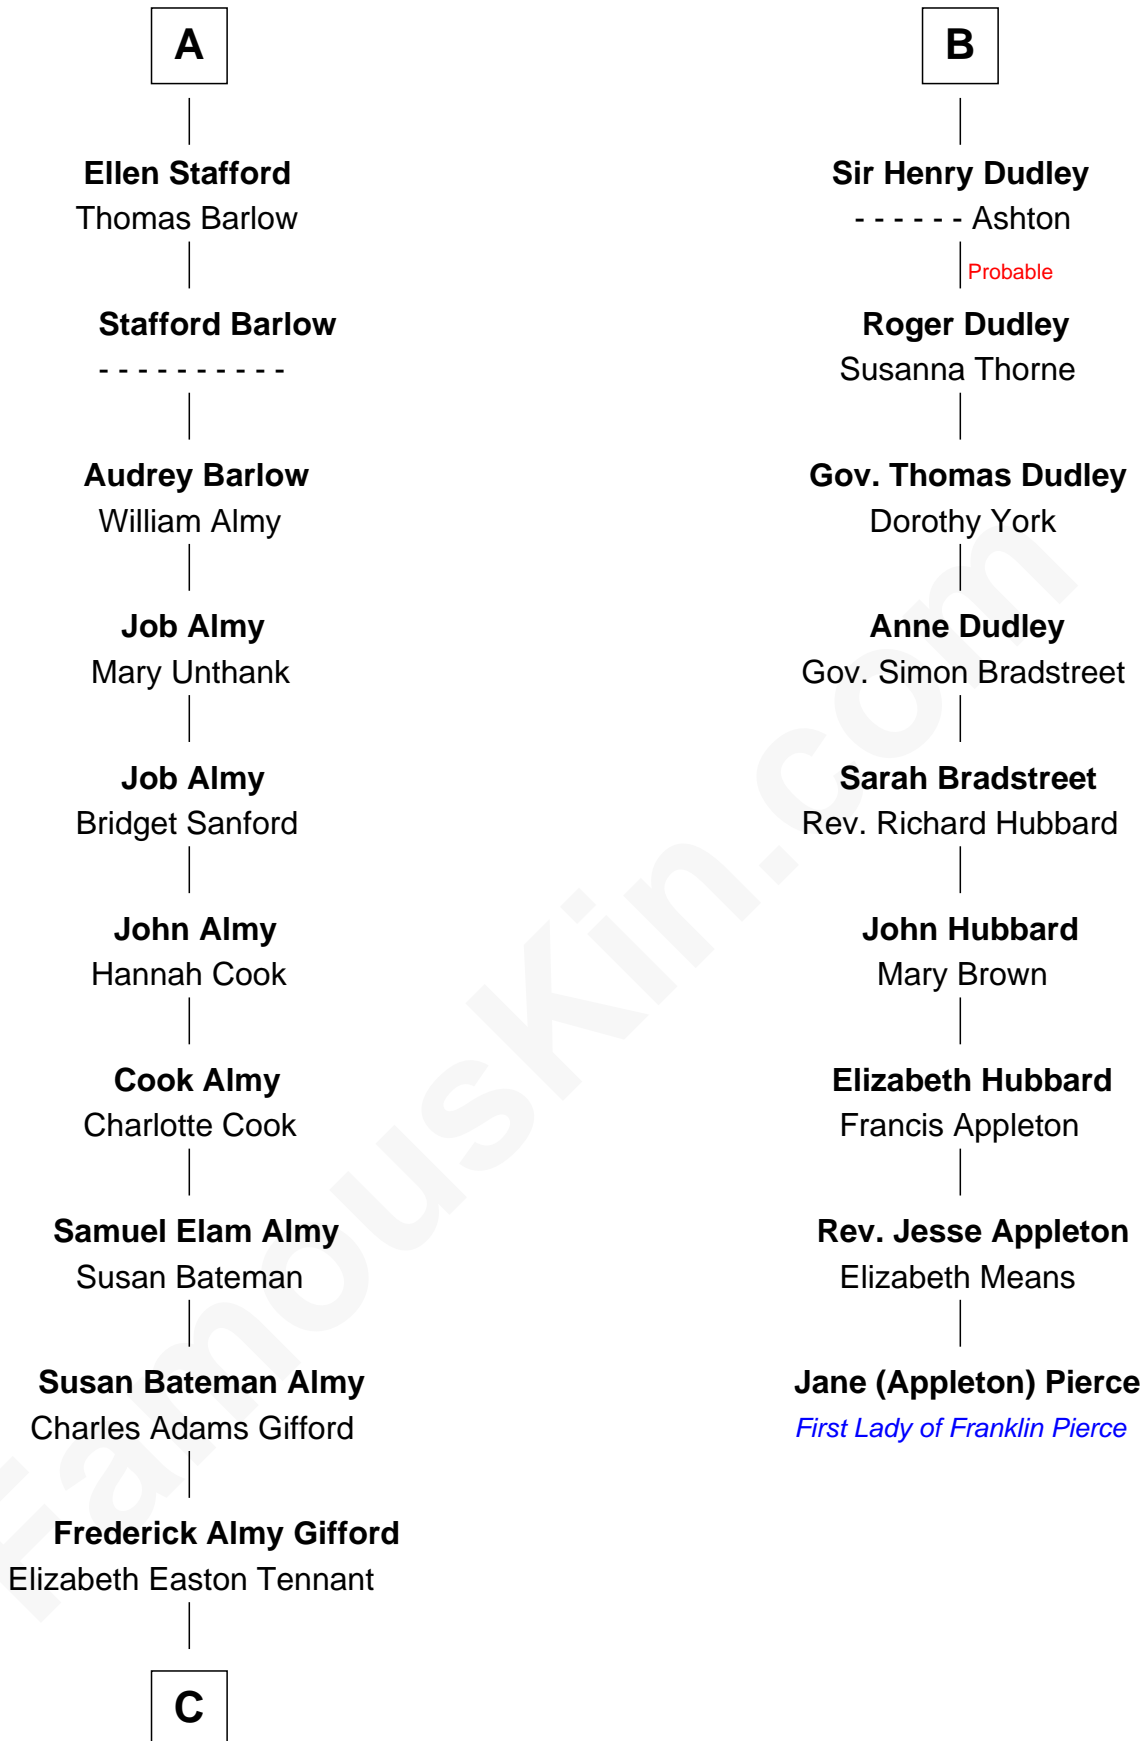 A
Ellen Stafford
Thomas Barlow
Stafford Barlow
- - - - - - - - - -
Audrey Barlow
William Almy
Job Almy
Mary Unthank
Job Almy
Bridget Sanford
John Almy
Hannah Cook
Cook Almy
Charlotte Cook
Samuel Elam Almy
Susan Bateman
Susan Bateman Almy
Charles Adams Gifford
Frederick Almy Gifford
Elizabeth Easton Tennant
C
B
Sir Henry Dudley
- - - - - - Ashton
Probable
Roger Dudley
Susanna Thorne
Gov. Thomas Dudley
Dorothy York
Anne Dudley
Gov. Simon Bradstreet
Sarah Bradstreet
Rev. Richard Hubbard
John Hubbard
Mary Brown
Elizabeth Hubbard
Francis Appleton
Rev. Jesse Appleton
Elizabeth Means
Jane (Appleton) Pierce
First Lady of Franklin Pierce
FamousKin.com